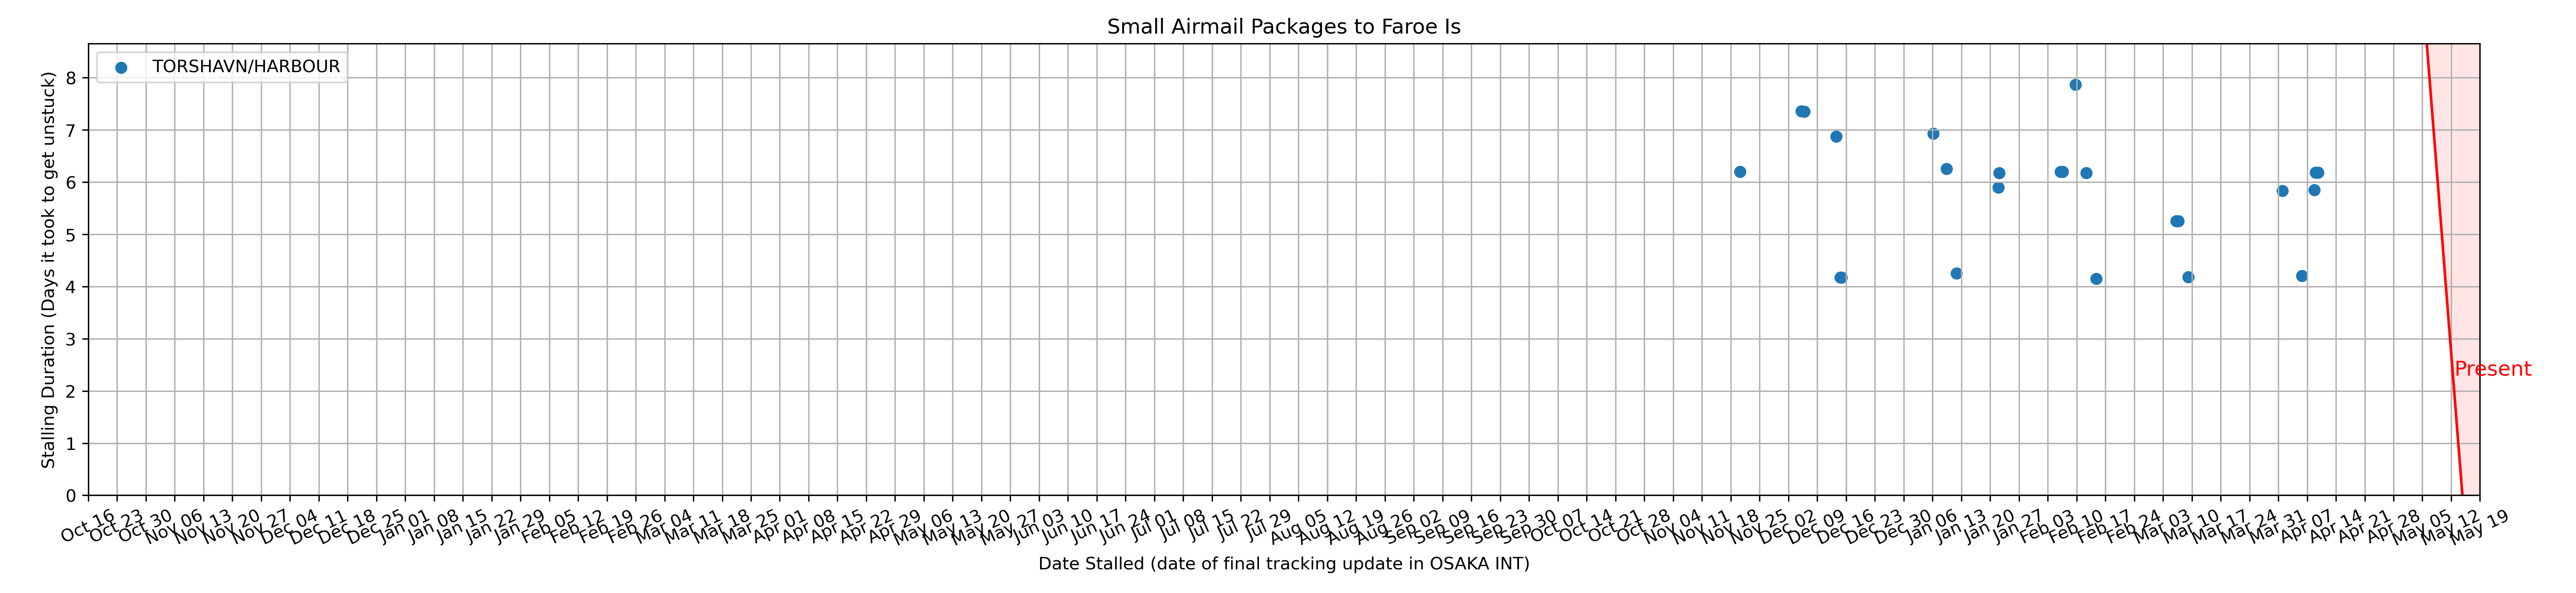 Small Airmail Packages to Faroe Is
TORSHAVN/HARBOUR
Stalling Duration (Days it took to get unstuck)
8
7
6
5
4
3
2
1
0
Present
Oct 16 Oct 23 Oct 30 Nov 06 Nov 13 Nov 20 Nov 27 Dec 04 Dec 11 Dec 18 Dec 25 Jan 01 Jan 08 Jan 15 Jan 22 Jan 29 Feb 05 Feb 12 Feb 19 Feb 26 Mar 04 Mar 11 Mar 18 Mar 25 Apr 01 Apr 08 Apr 15 Apr 22 Apr 29 May 06 May 13 May 20 May 27 Jun 03 Jun 10 Jun 17 Jun 24 Jul 01 Jul 08 Jul 15 Jul 22 Jul 29 Aug 05 Aug 12 Aug 19 Aug 26 Sep 02 Sep 09 Sep 16 Sep 23 Sep 30 Oct 07 Oct 14 Oct 21 Oct 28 Nov 04 Nov 11 Nov 18 Nov 25 Dec 02 Dec 09 Dec 16 Dec 23 Dec 30 Jan 06 Jan 13 Jan 20 Jan 27 Feb 03 Feb 10 Feb 17 Feb 24 Mar 03 Mar 10 Mar 17 Mar 24 Mar 31 Apr 07 Apr 14 Apr 21 Apr 28 May 05 May 12 May 19
Date Stalled (date of final tracking update in OSAKA INT)